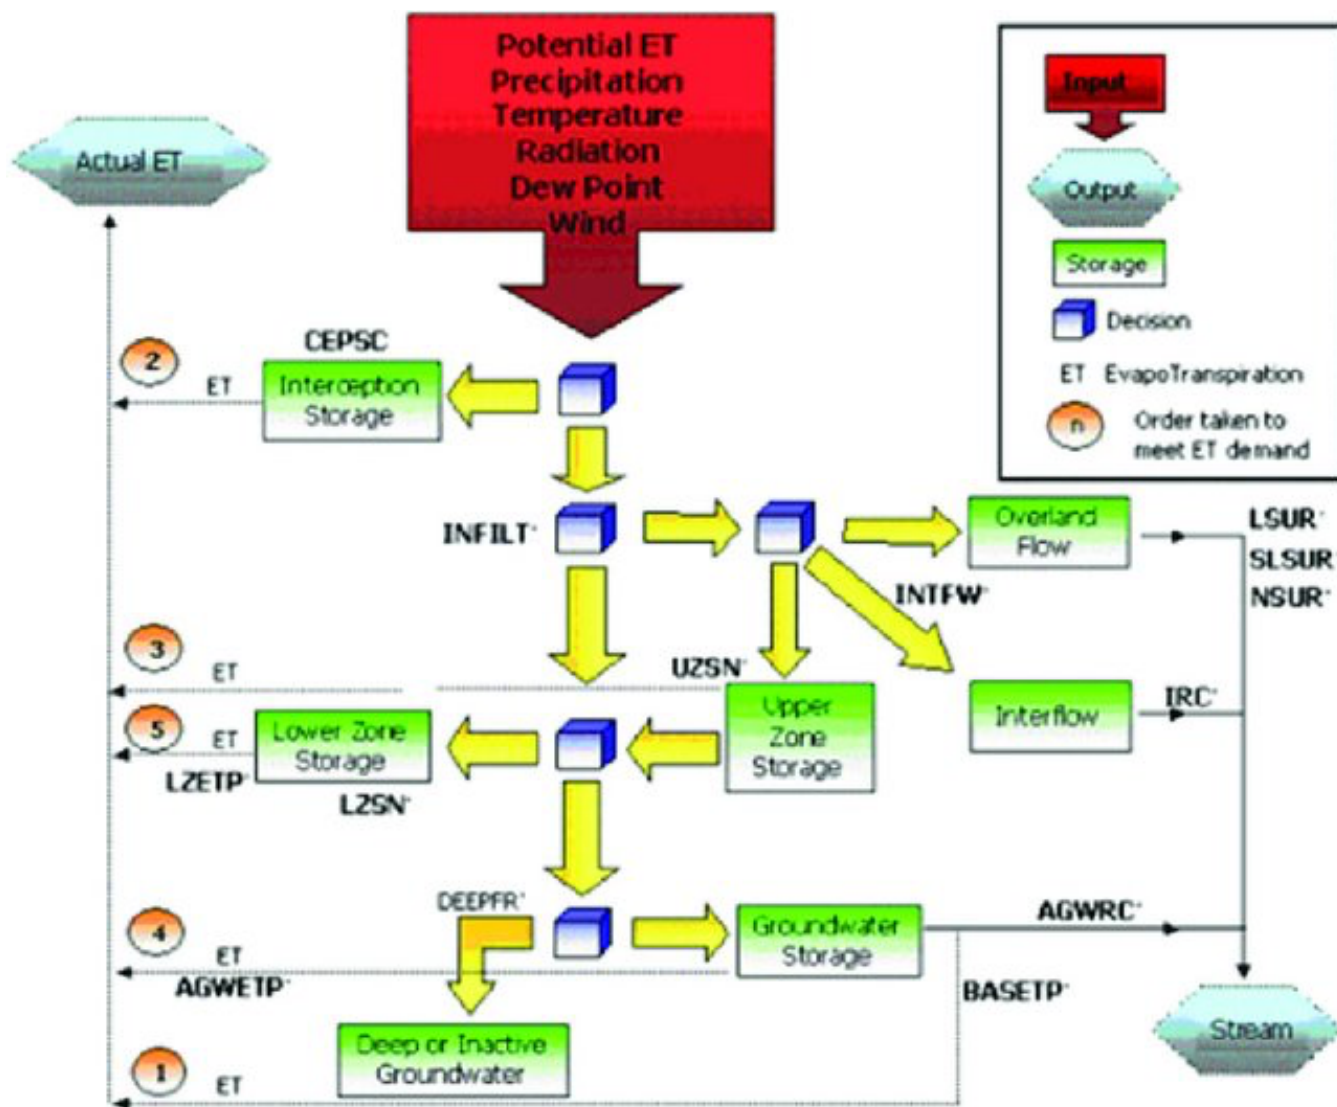 Potential ET
Precipitation
Temperature
Radiation
Dew Point
Wind
Input
Output
Storage
Decision
ET EvapoTranspiration
n Order taken to
meet ET demand
Actual ET
2
ET
CEPSC
Interception
Storage
INFILT*
Overland
Flow
LSUR*
SLSUR
NSUR*
INTFW*
3
ET
UZSN*
Upper
Zone
Storage
Interflow
IRC*
5
ET
LZETP*
Lower Zone
Storage
LZSN*
DEEPFR*
4
ET
AGWETP*
Groundwater
Storage
AGWRC*
BASETP*
Deep or Inactive
Groundwater
1
ET
Stream